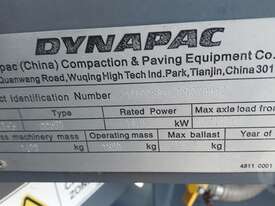 DYNAPAC
pac (China) Compaction & Paving Equipment Co.
Quanwang Road, Wuqing High Tech Ind. Park, Tianjin, China 301
ct identification Number
Type Rated Power Max axle load from
kW
ss machinery mass Operating mass Max ballast Year of
kg kg kg
4811 0001